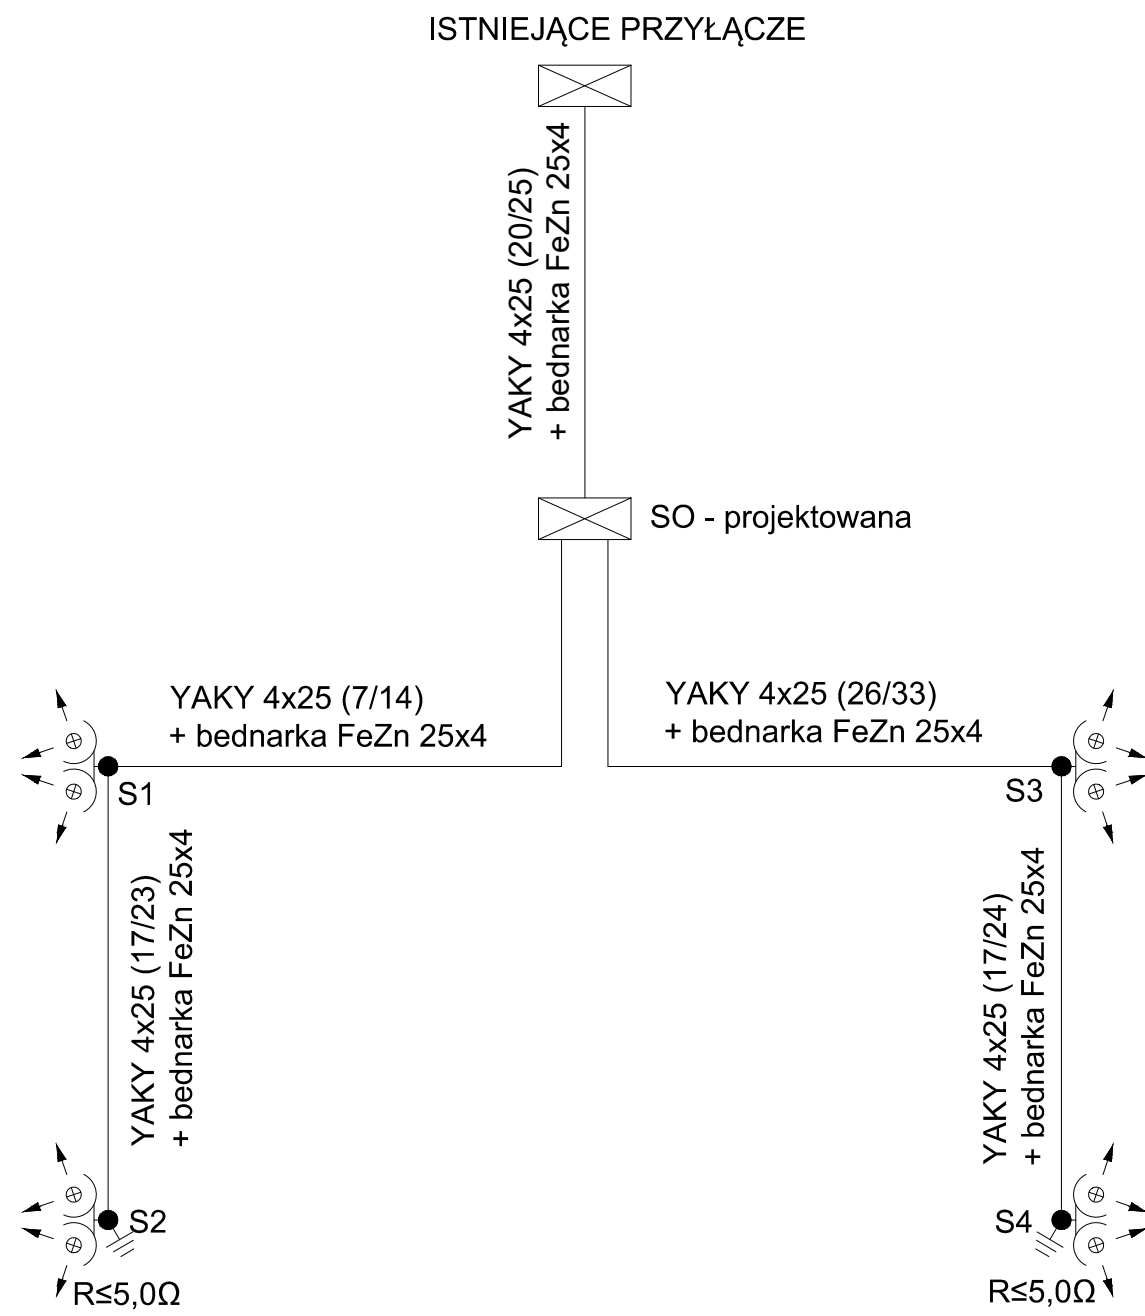 ISTNIEJĄCE PRZYŁĄCZE
YAKY 4x25 (20/25)
+ bednarka FeZn 25x4
SO - projektowana
YAKY 4x25 (7/14)
+ bednarka FeZn 25x4
YAKY 4x25 (26/33)
+ bednarka FeZn 25x4
S1
S3
YAKY 4x25 (17/23)
+ bednarka FeZn 25x4
YAKY 4x25 (17/24)
+ bednarka FeZn 25x4
S2
S4
R≤5,0Ω
R≤5,0Ω